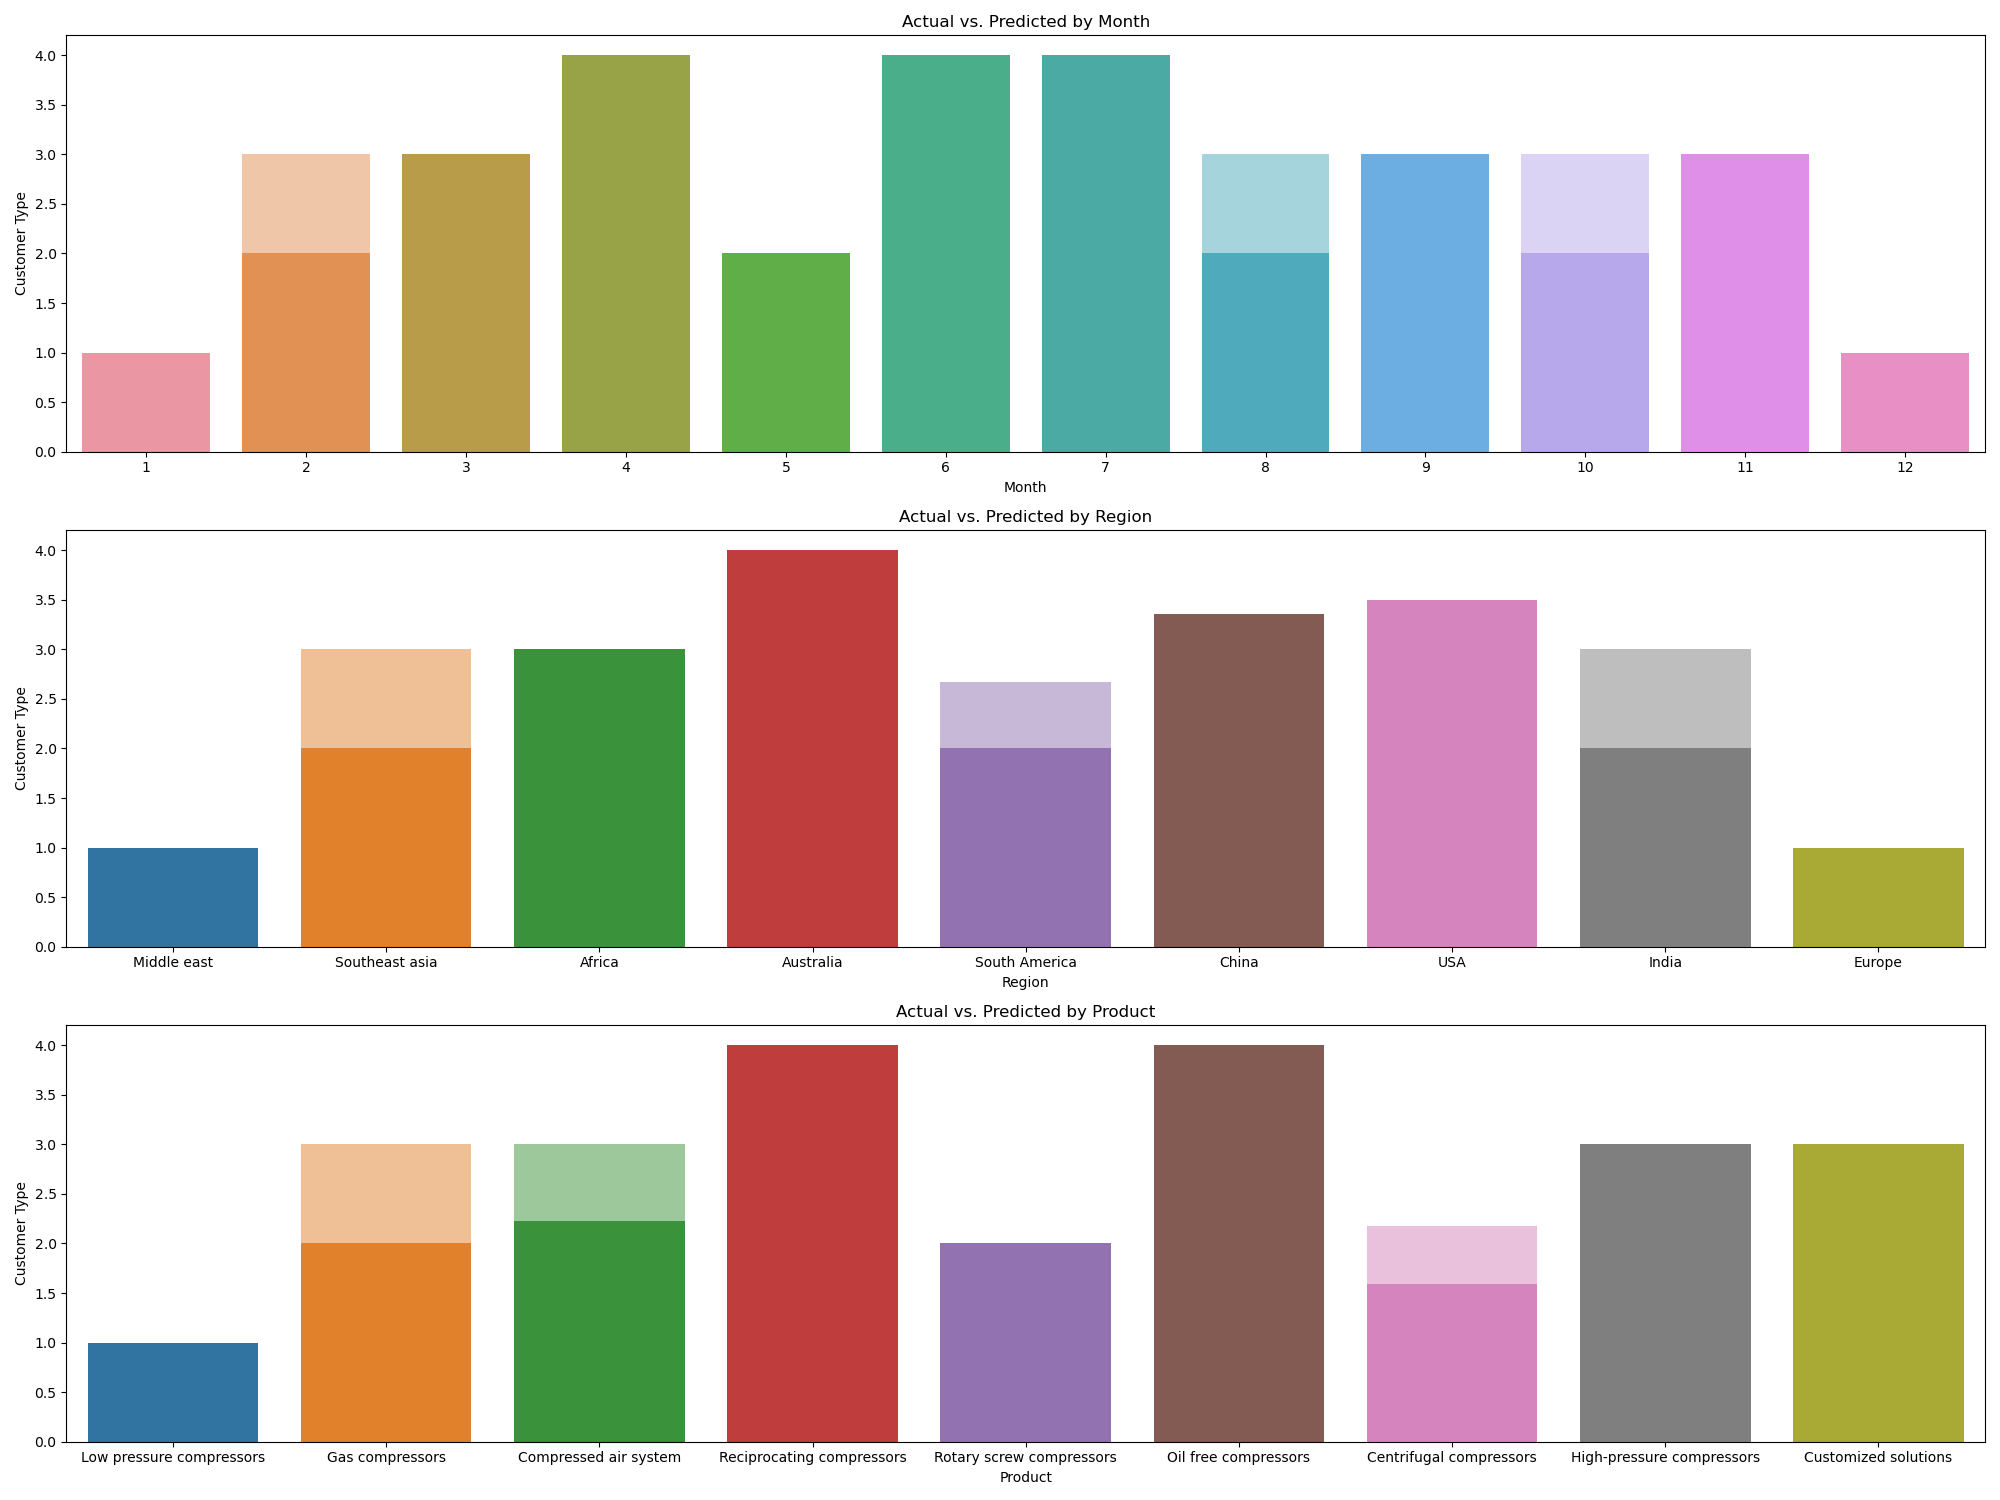 Actual vs. Predicted by Month
Customer Type
4.0
3.5
3.0
2.5
2.0
1.5
1.0
0.5
0.0
1 2 3 4 5 6 7 8 9 10 11 12
Month
Actual vs. Predicted by Region
Customer Type
4.0
3.5
3.0
2.5
2.0
1.5
1.0
0.5
0.0
Middle east Southeast asia Africa Australia South America China USA India Europe
Region
Actual vs. Predicted by Product
Customer Type
4.0
3.5
3.0
2.5
2.0
1.5
1.0
0.5
0.0
Low pressure compressors Gas compressors Compressed air system Reciprocating compressors Rotary screw compressors Oil free compressors Centrifugal compressors High-pressure compressors Customized solutions
Product